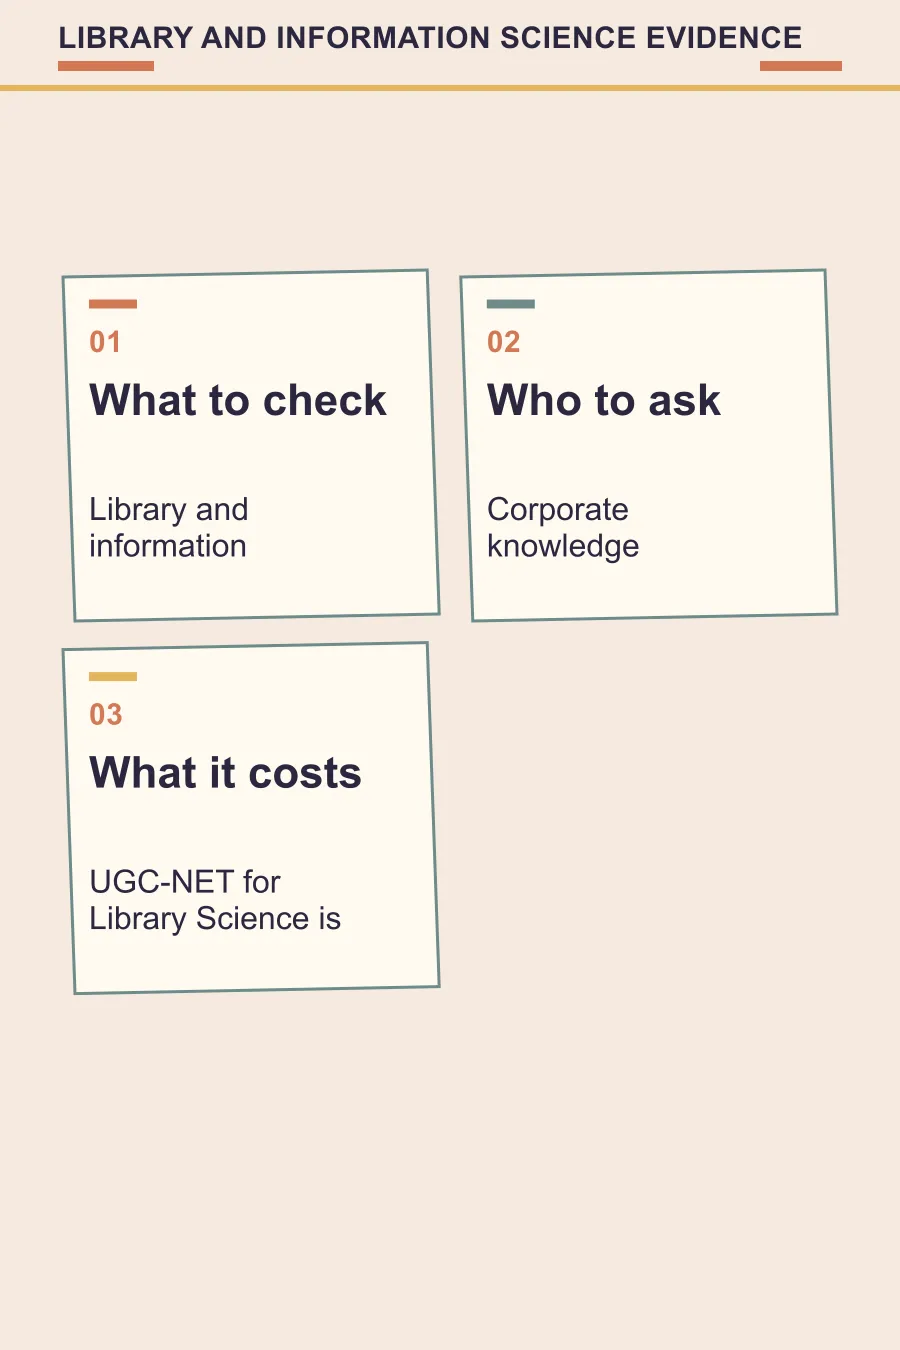 LIBRARY AND INFORMATION SCIENCE EVIDENCE
01
What to check
Library and
information
02
Who to ask
Corporate
knowledge
03
What it costs
UGC-NET for
Library Science is